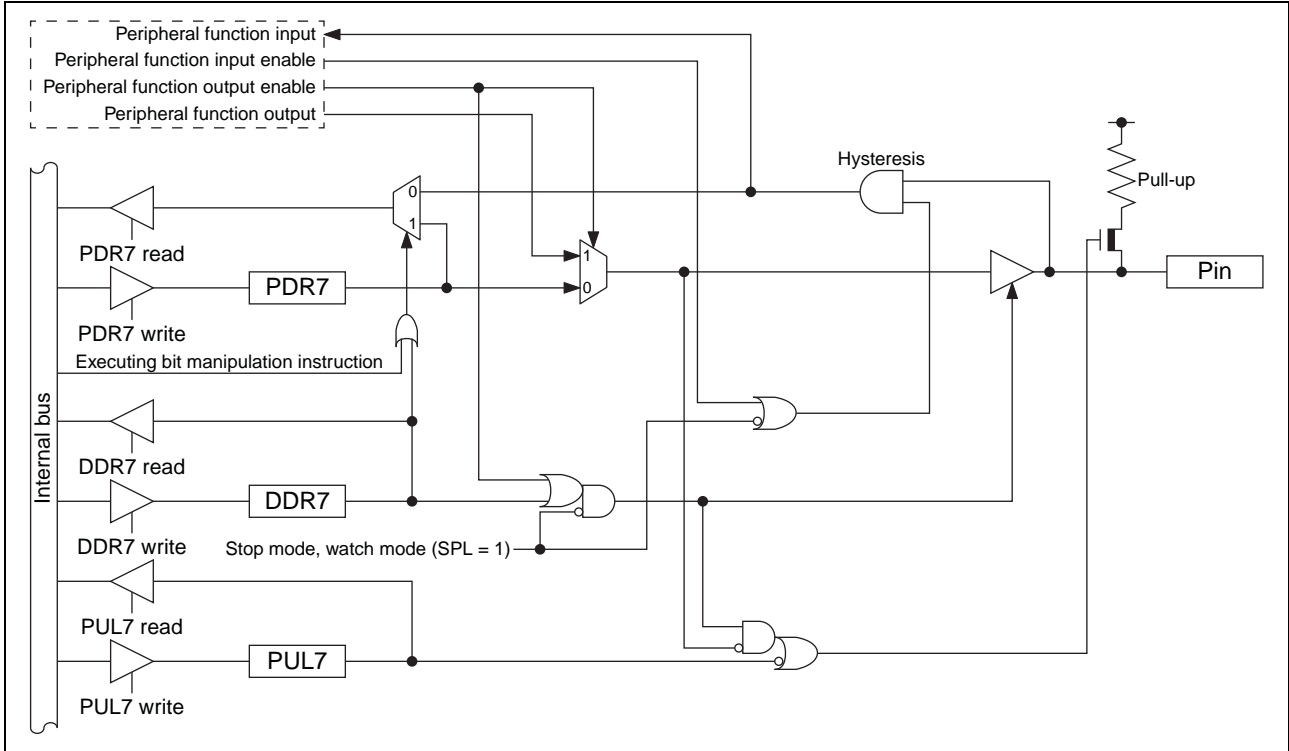 Peripheral function input
Peripheral function input enable
Peripheral function output enable
Peripheral function output
Hysteresis
Pull-up
0
1
PDR7 read
1
0
PDR7
Pin
PDR7 write
Executing bit manipulation instruction
Internal bus
DDR7 read
DDR7
DDR7 write
Stop mode, watch mode (SPL = 1)
PUL7 read
PUL7
PUL7 write